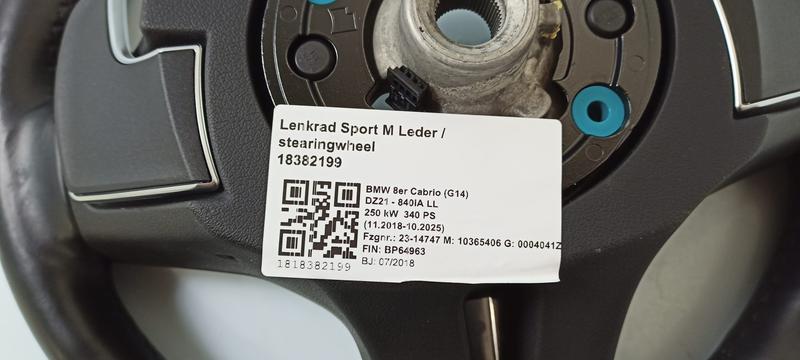 Lenkrad Sport M Leder /
stearingwheel
18382199
BMW 8er Cabrio (G14)
DZ21 - 840iA LL
250 kW 340 PS
(11.2018-10.2025)
Fzgnr.: 23-14747 M: 10365406 G: 0004041Z
FIN: BP64963
BJ: 07/2018
1818382199